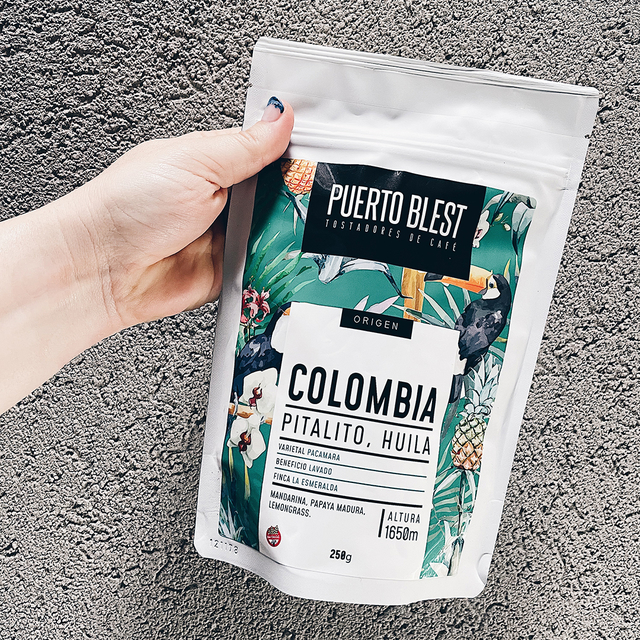 PUERTO BLEST
TOSTADORES DE CAFÉ
ORIGEN
COLOMBIA
PITALITO, HUILA
VARIETAL PACAMARA
BENEFICIO LAVADO
FINCA LA ESMERALDA
MANDARINA, PAPAYA MADURA,
LEMONGRASS.
ALTURA
1650m
250g